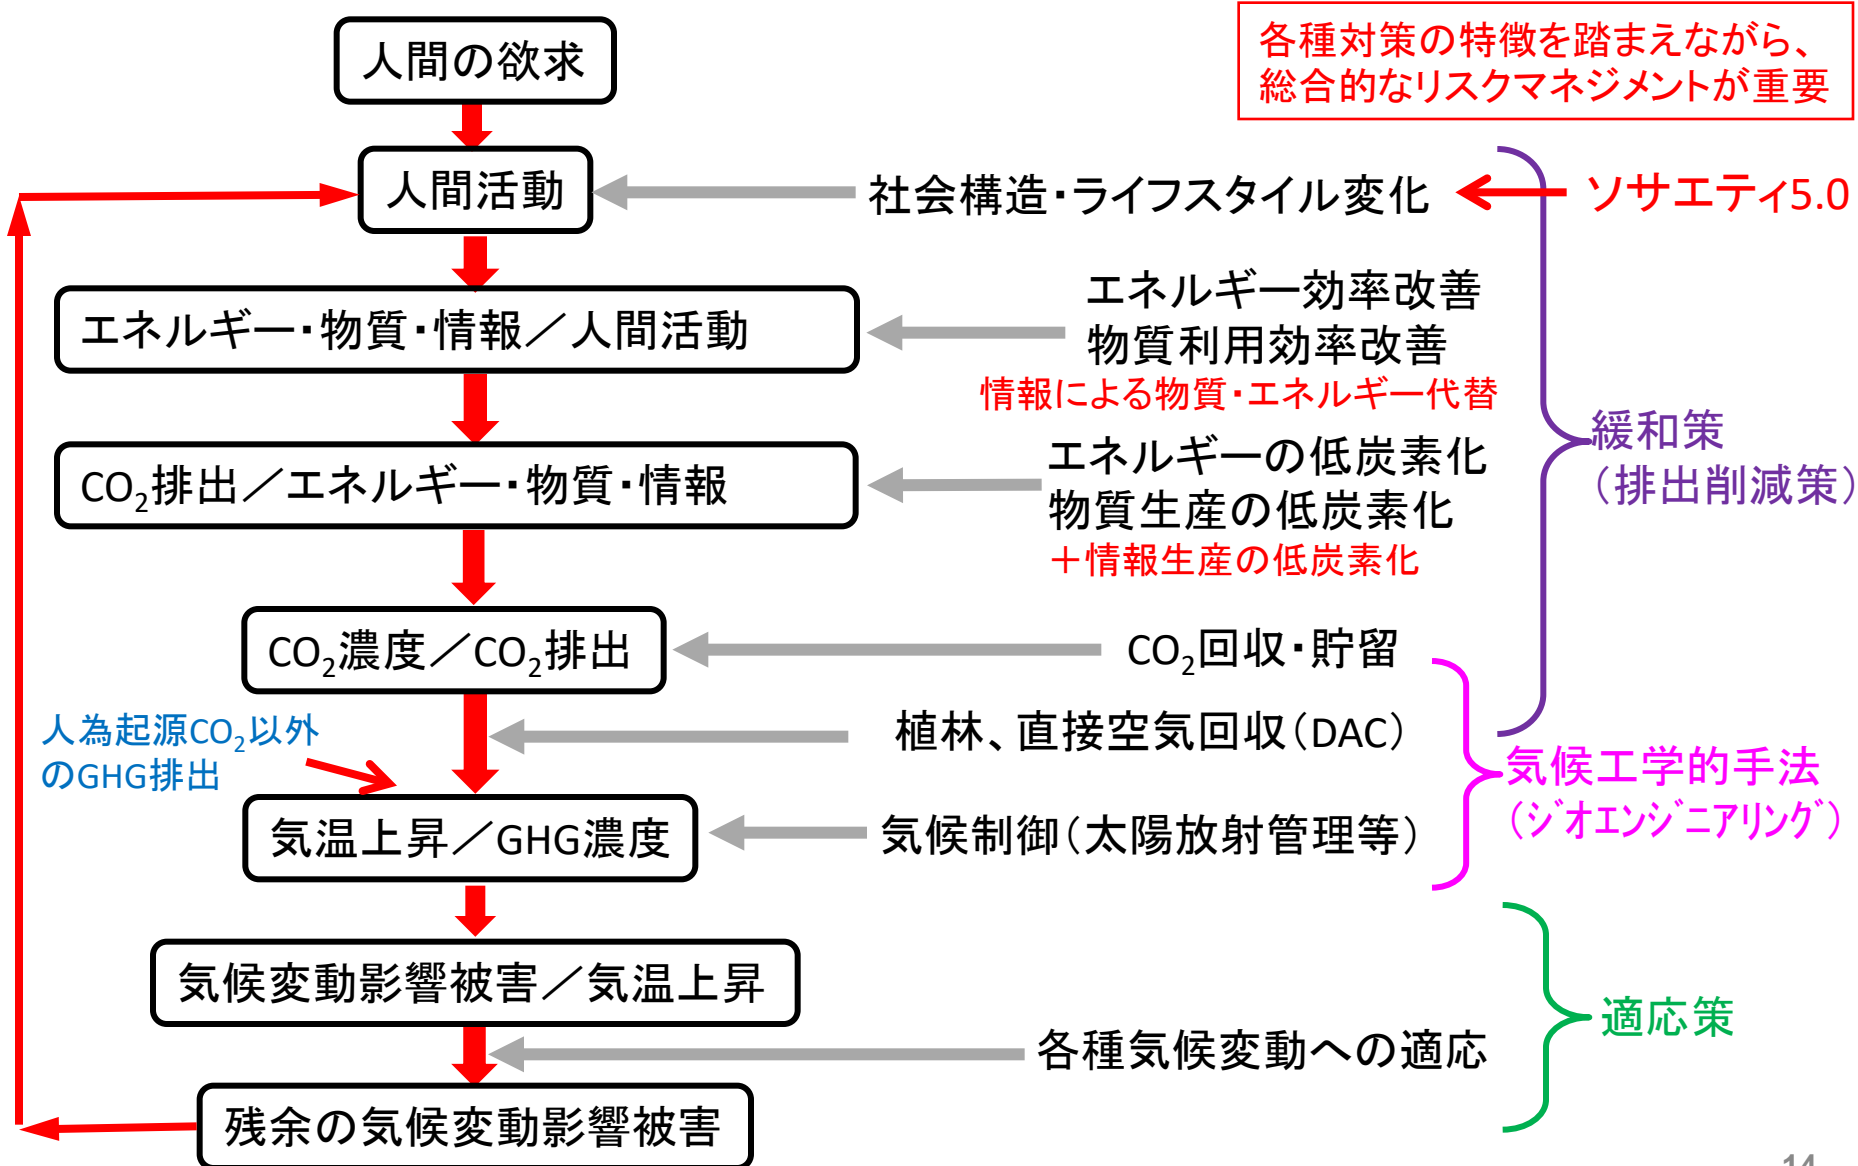 各種対策の特徴を踏まえながら、
総合的なリスクマネジメントが重要
人間の欲求
人間活動
社会構造・ライフスタイル変化
ソサエティ5.0
エネルギー・物質・情報／人間活動
エネルギー効率改善
物質利用効率改善
情報による物質・エネルギー代替
CO₂排出／エネルギー・物質・情報
エネルギーの低炭素化
物質生産の低炭素化
＋情報生産の低炭素化
緩和策
（排出削減策）
CO₂濃度／CO₂排出
CO₂回収・貯留
人為起源CO₂以外
のGHG排出
植林、直接空気回収（DAC）
気温上昇／GHG濃度
気候制御（太陽放射管理等）
気候工学的手法
（ｼﾞｵｴﾝｼﾞﾆｱﾘﾝｸﾞ）
気候変動影響被害／気温上昇
各種気候変動への適応
適応策
残余の気候変動影響被害
14